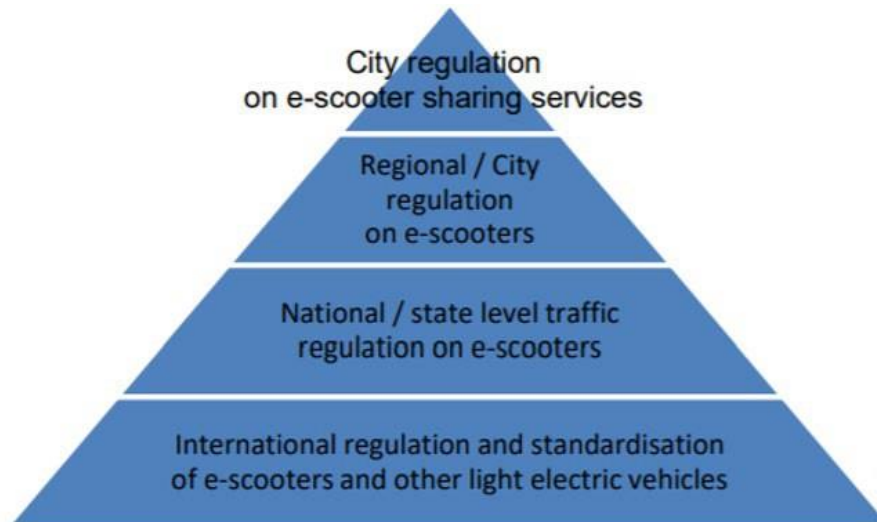 City regulation
on e-scooter sharing services
Regional / City
regulation
on e-scooters
National / state level traffic
regulation on e-scooters
International regulation and standardisation
of e-scooters and other light electric vehicles